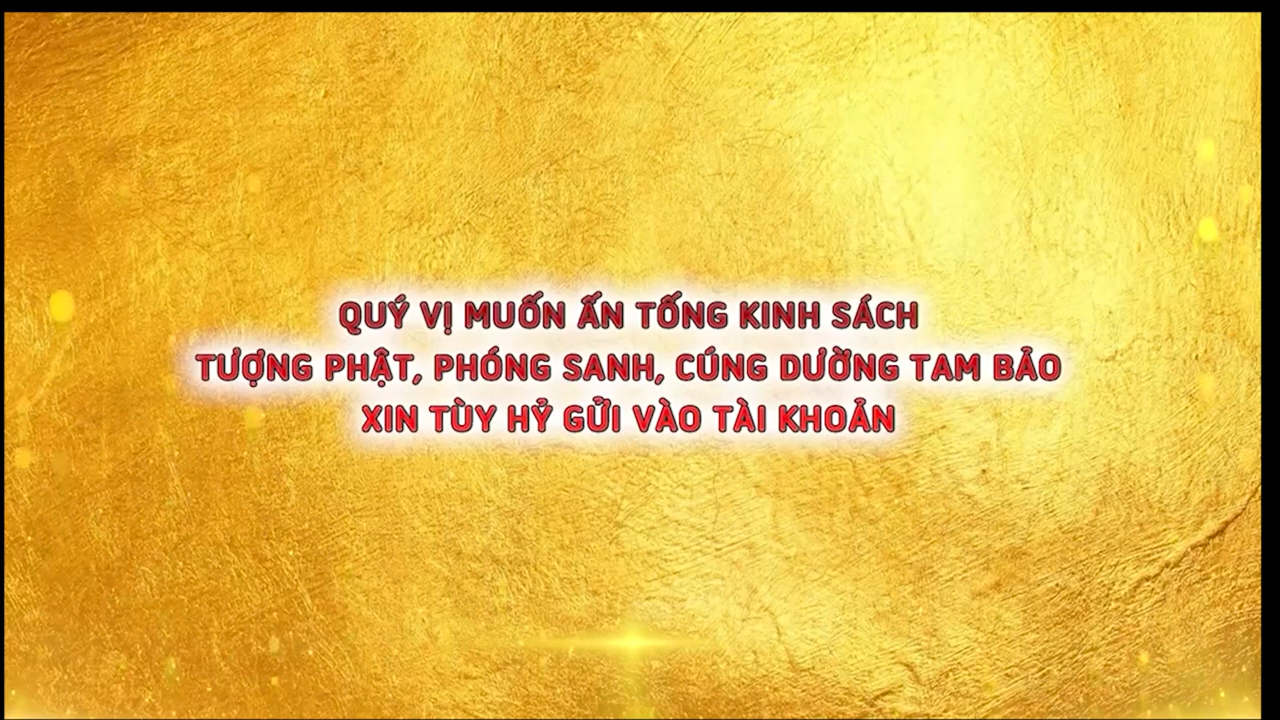 QUÝ VỊ MUỐN ẤN TỐNG KINH SÁCH
TƯỢNG PHẬT, PHÓNG SANH, CÚNG DƯỜNG TAM BẢO
XIN TÙY HỶ GỬI VÀO TÀI KHOẢN